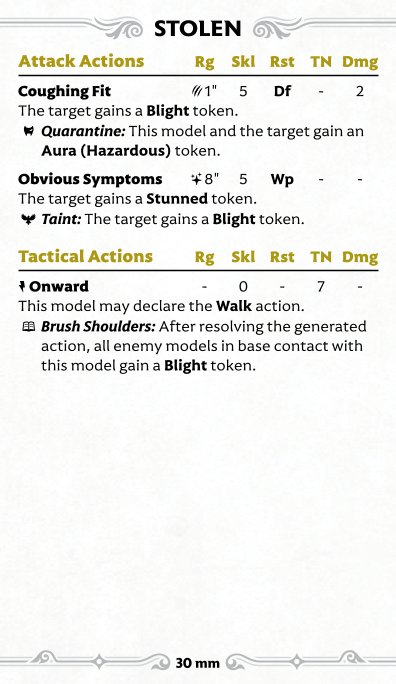 STOLEN
Attack Actions Rg Skl Rst TN Dmg
Coughing Fit 1" 5 Df - 2
The target gains a Blight token.
Quarantine: This model and the target gain an
Aura (Hazardous) token.
Obvious Symptoms 8" 5 Wp - -
The target gains a Stunned token.
Taint: The target gains a Blight token.
Tactical Actions Rg Skl Rst TN Dmg
Onward - 0 - 7 -
This model may declare the Walk action.
Brush Shoulders: After resolving the generated
action, all enemy models in base contact with
this model gain a Blight token.
30 mm